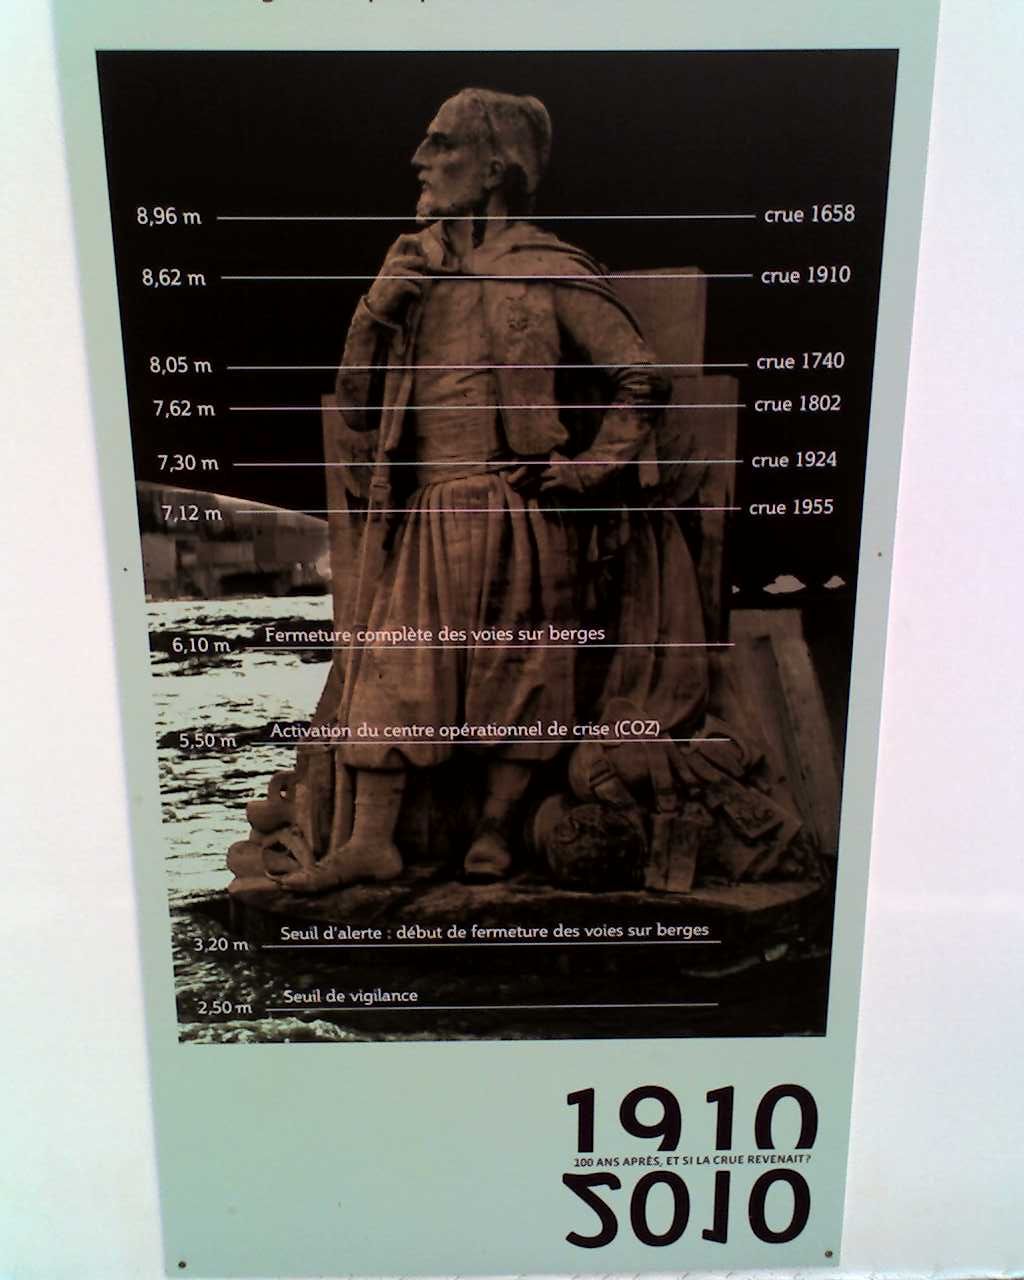 8,96 m crue 1658
8,62 m crue 1910
8,05 m crue 1740
7,62 m crue 1802
7,30 m crue 1924
7,12 m crue 1955
6,10 m Fermeture complète des voies sur berges
5,50 m Activation du centre opérationnel de crise (COZ)
3,20 m Seuil d'alerte : début de fermeture des voies sur berges
2,50 m Seuil de vigilance
1910
100 ANS APRÈS, ET SI LA CRUE REVENAIT?
2010